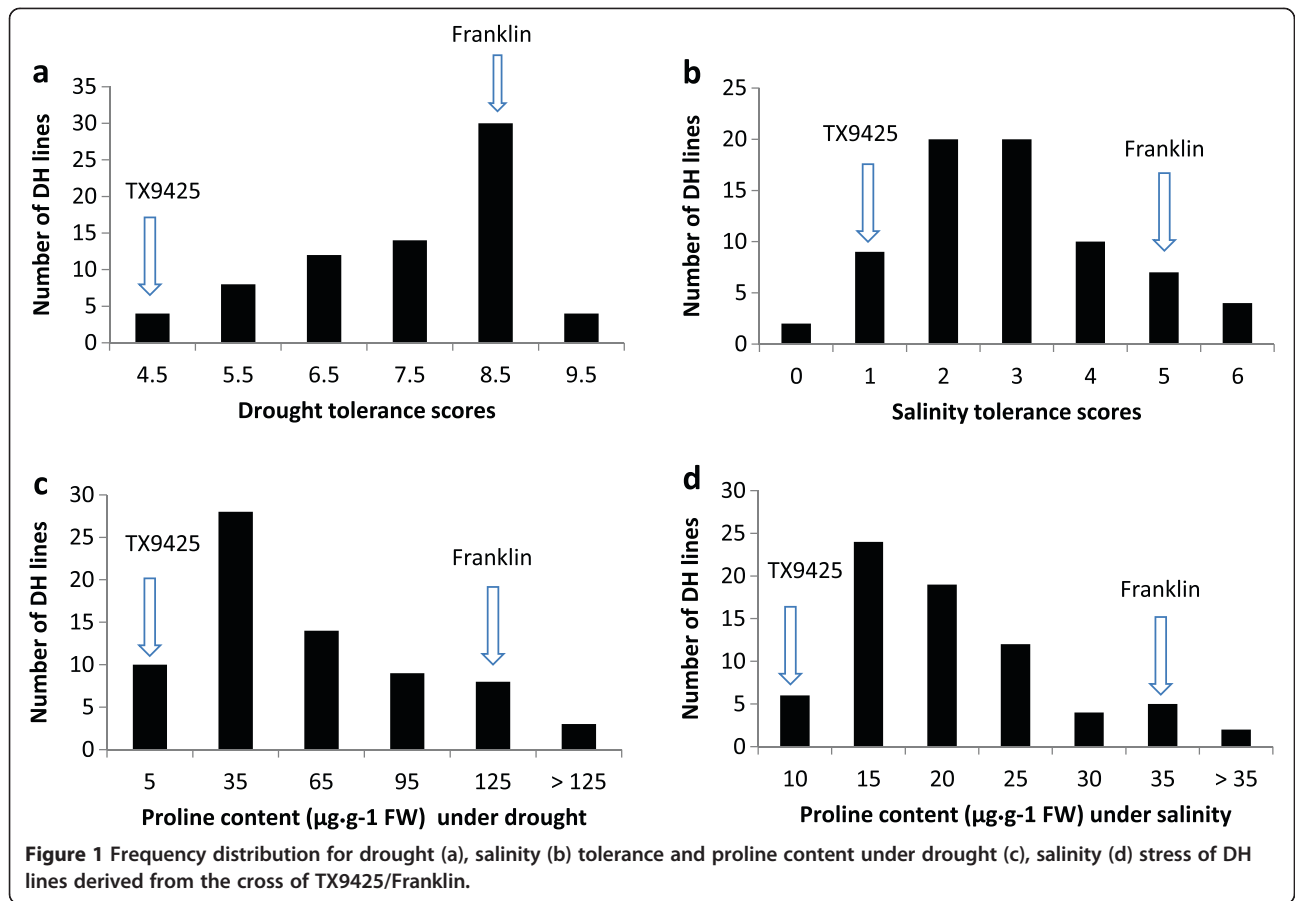 a
Franklin
TX9425
Number of DH lines
35
30
25
20
15
10
5
0
4.5 5.5 6.5 7.5 8.5 9.5
Drought tolerance scores
b
TX9425
Franklin
Number of DH lines
25
20
15
10
5
0
0 1 2 3 4 5 6
Salinity tolerance scores
c
TX9425
Franklin
Number of DH lines
30
25
20
15
10
5
0
5 35 65 95 125 > 125
Proline content (µg.g-1 FW) under drought
d
TX9425
Franklin
Number of DH lines
30
25
20
15
10
5
0
10 15 20 25 30 35 > 35
Proline content (µg.g-1 FW) under salinity
Figure 1 Frequency distribution for drought (a), salinity (b) tolerance and proline content under drought (c), salinity (d) stress of DH
lines derived from the cross of TX9425/Franklin.